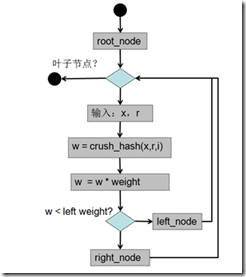 root_node
叶子节点?
输入: x, r
w = crush_hash(x,r,i)
w = w * weight
w < left weight?
left_node
right_node